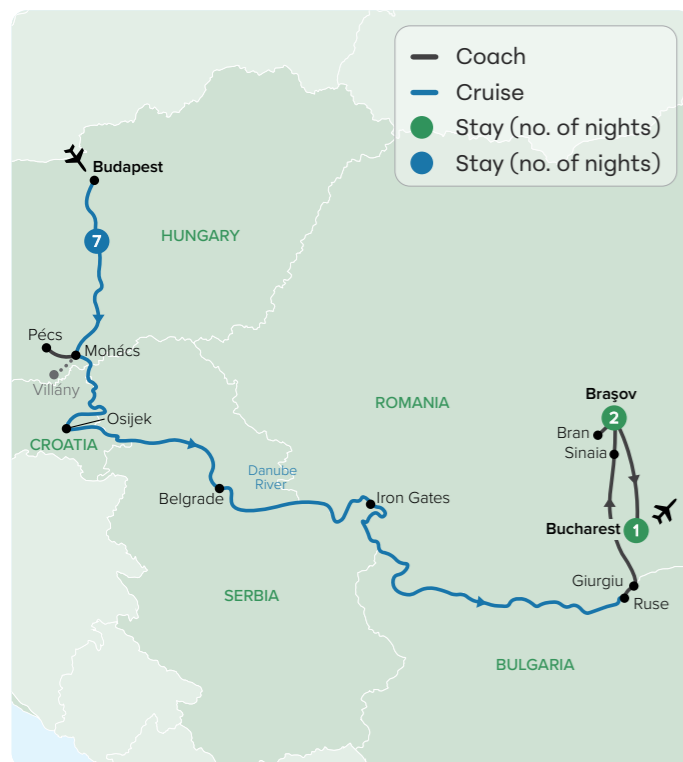 Coach
Cruise
Stay (no. of nights)
Stay (no. of nights)
Budapest
7
HUNGARY
Pécs
Mohács
Villány
Osijek
CROATIA
ROMANIA
Braşov
2
Bran
Sinaia
Danube
River
Belgrade
Iron Gates
Bucharest
1
Giurgiu
Ruse
SERBIA
BULGARIA